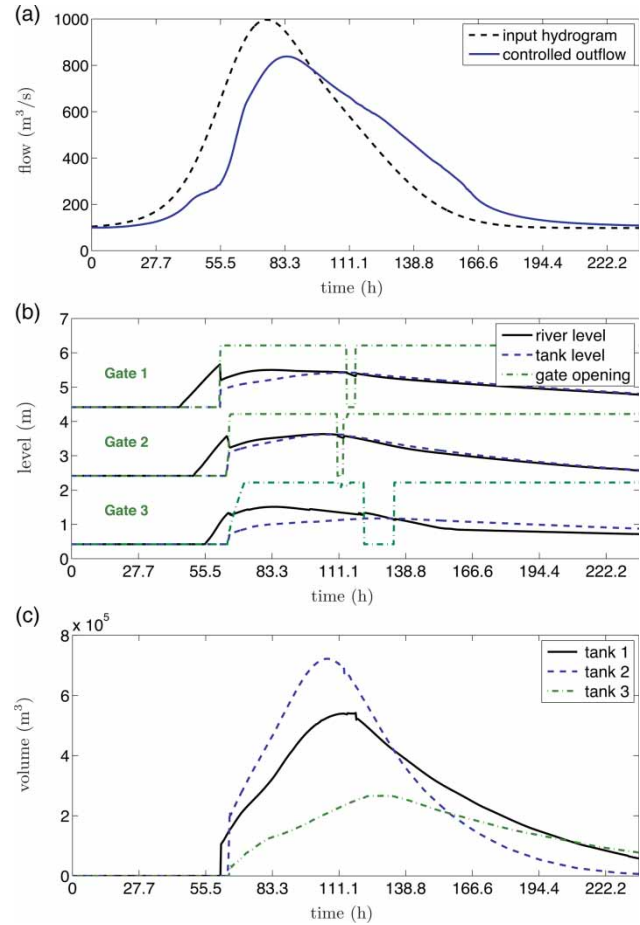 (a)
1000
800
600
400
200
0
flow (m³/s)
input hydrogram
controlled outflow
0 27.7 55.5 83.3 111.1 138.8 166.6 194.4 222.2
time (h)
(b)
7
6
5
4
3
2
1
0
level (m)
Gate 1
Gate 2
Gate 3
river level
tank level
gate opening
0 27.7 55.5 83.3 111.1 138.8 166.6 194.4 222.2
time (h)
(c)
x 10⁵
8
6
4
2
0
volume (m³)
tank 1
tank 2
tank 3
0 27.7 55.5 83.3 111.1 138.8 166.6 194.4 222.2
time (h)